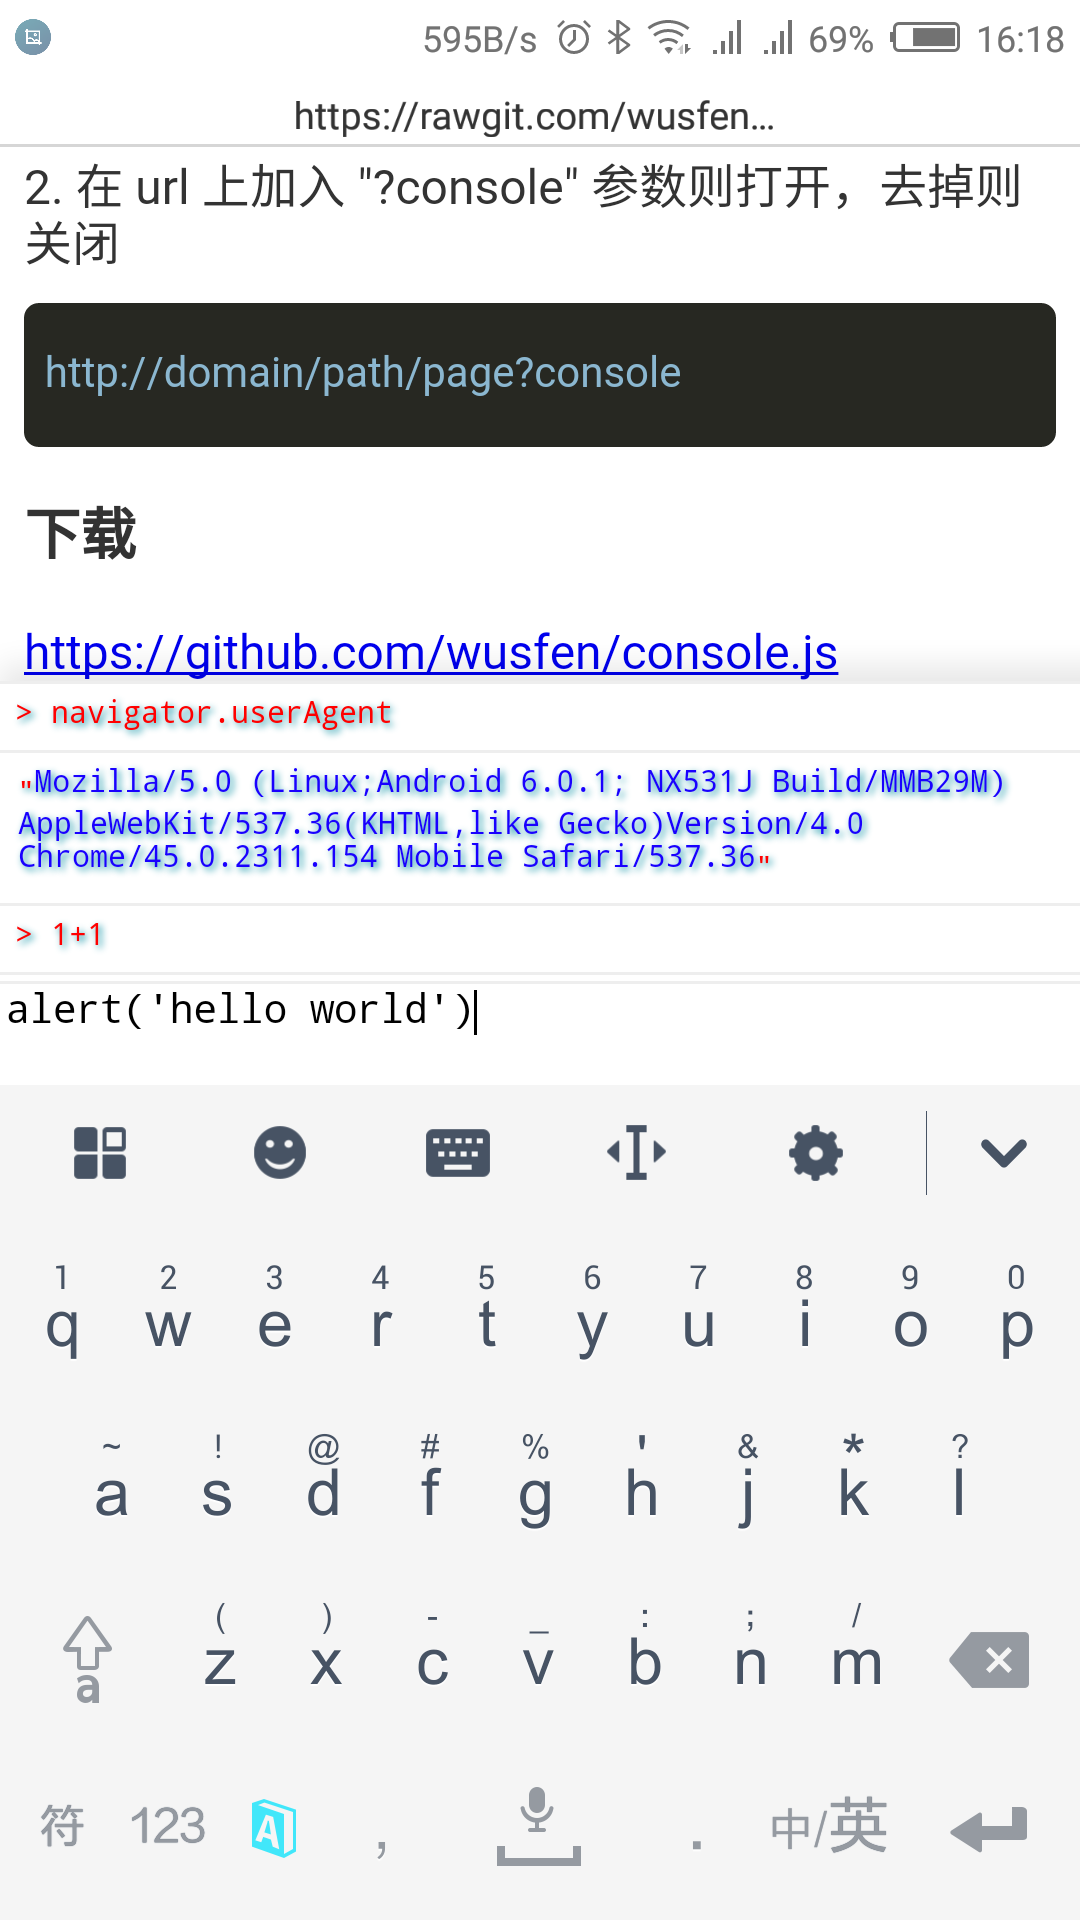 595B/s 69% 16:18
https://rawgit.com/wusfen...
2. 在 url 上加入 "?console" 参数则打开，去掉则
关闭
http://domain/path/page?console
下载
https://github.com/wusfen/console.js
> navigator.userAgent
"Mozilla/5.0 (Linux;Android 6.0.1; NX531J Build/MMB29M)
AppleWebKit/537.36(KHTML,like Gecko)Version/4.0
Chrome/45.0.2311.154 Mobile Safari/537.36"
> 1+1
alert('hello world')
1 2 3 4 5 6 7 8 9 0
q w e r t y u i o p
~ ! @ # % ' & * ?
a s d f g h j k l
( ) - _ : ; /
a z x c v b n m
符 123 A , . 中/英